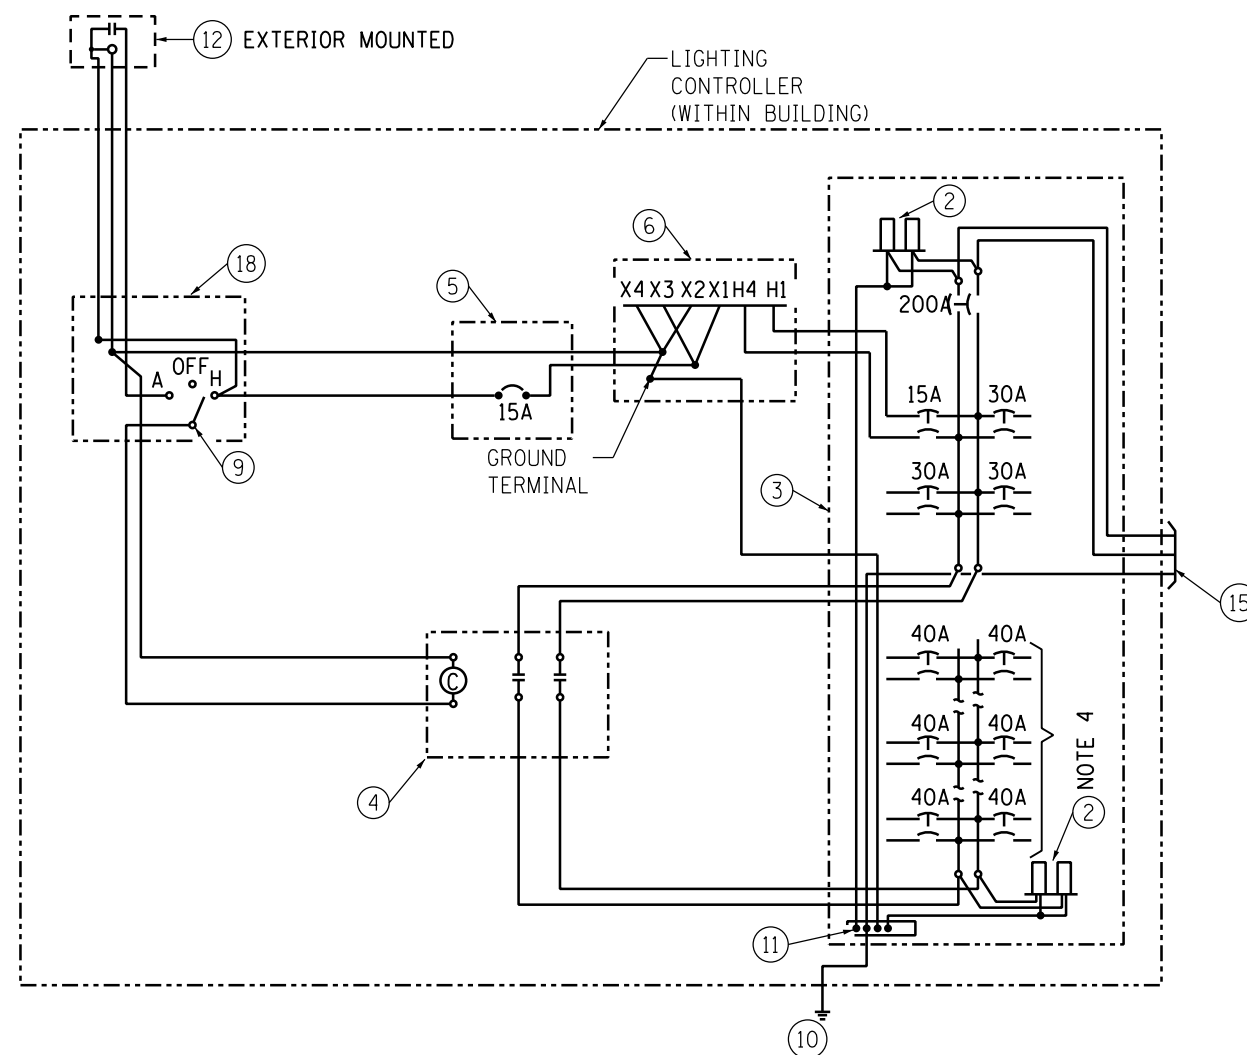 12 EXTERIOR MOUNTED
LIGHTING
CONTROLLER
(WITHIN BUILDING)
2
6
18
5
X4 X3 X2 X1 H4 H1
200A
OFF
A
H
15A
15A 30A
9
GROUND
TERMINAL
30A 30A
3
15
40A 40A
C
NOTE 4
40A 40A
4
40A 40A
2
11
10